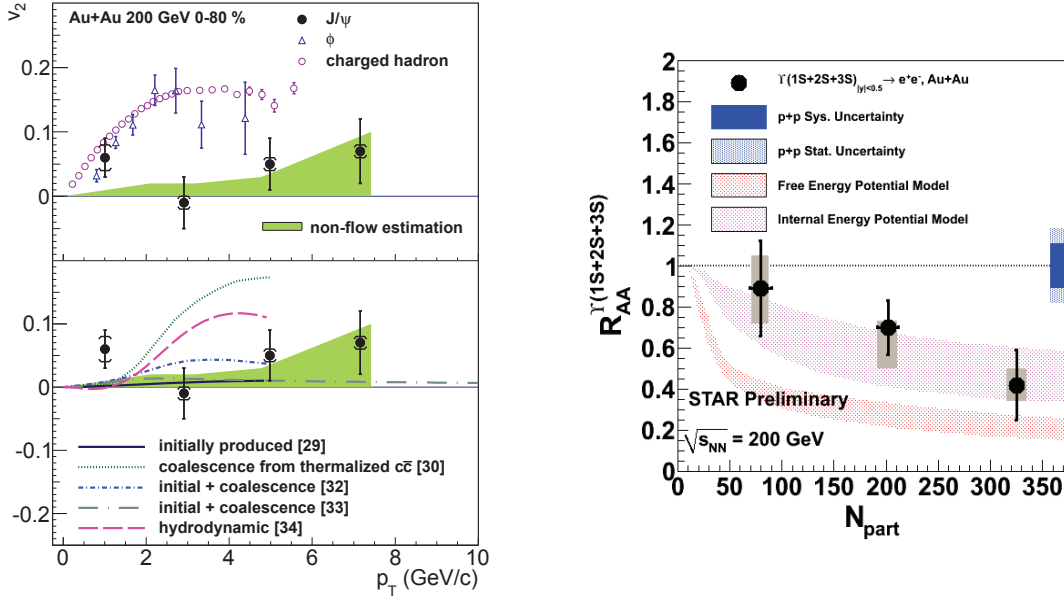 v2
Au+Au 200 GeV 0-80 %
J/ψ
ϕ
charged hadron
0.2
0.1
0
non-flow estimation
0.1
0
-0.1
-0.2
initially produced [29]
coalescence from thermalized cc̅ [30]
initial + coalescence [32]
initial + coalescence [33]
hydrodynamic [34]
0 2 4 6 8 10
pT (GeV/c)
RAA ϒ(1S+2S+3S)
2
1.8
1.6
1.4
1.2
1
0.8
0.6
0.4
0.2
0
ϒ(1S+2S+3S)|y|<0.5→ e+e-, Au+Au
p+p Sys. Uncertainty
p+p Stat. Uncertainty
Free Energy Potential Model
Internal Energy Potential Model
STAR Preliminary
√sNN = 200 GeV
0 50 100 150 200 250 300 350
Npart